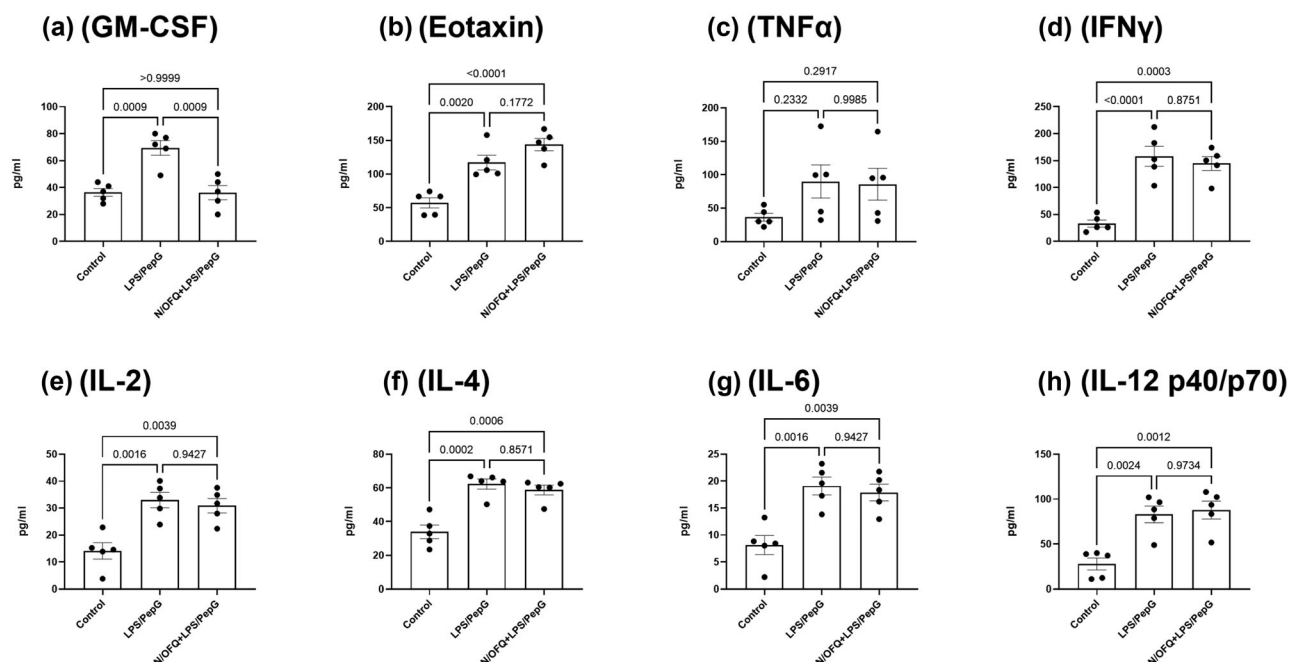 (a) (GM-CSF)
>0.9999
0.0009 0.0009
100
80
60
40
20
0
pg/ml
Control
LPS/PepG
N/OFQ+LPS/PepG
(b) (Eotaxin)
<0.0001
0.0020 0.1772
200
150
100
50
0
pg/ml
Control
LPS/PepG
N/OFQ+LPS/PepG
(c) (TNFα)
0.2917
0.2332 0.9985
200
150
100
50
0
pg/ml
Control
LPS/PepG
N/OFQ+LPS/PepG
(d) (IFNγ)
0.0003
<0.0001 0.8751
250
200
150
100
50
0
pg/ml
Control
LPS/PepG
N/OFQ+LPS/PepG
(e) (IL-2)
0.0039
0.0016 0.9427
50
40
30
20
10
0
pg/ml
Control
LPS/PepG
N/OFQ+LPS/PepG
(f) (IL-4)
0.0006
0.0002 0.8571
80
60
40
20
0
pg/ml
Control
LPS/PepG
N/OFQ+LPS/PepG
(g) (IL-6)
0.0039
0.0016 0.9427
25
20
15
10
5
0
pg/ml
Control
LPS/PepG
N/OFQ+LPS/PepG
(h) (IL-12 p40/p70)
0.0012
0.0024 0.9734
150
100
50
0
pg/ml
Control
LPS/PepG
N/OFQ+LPS/PepG